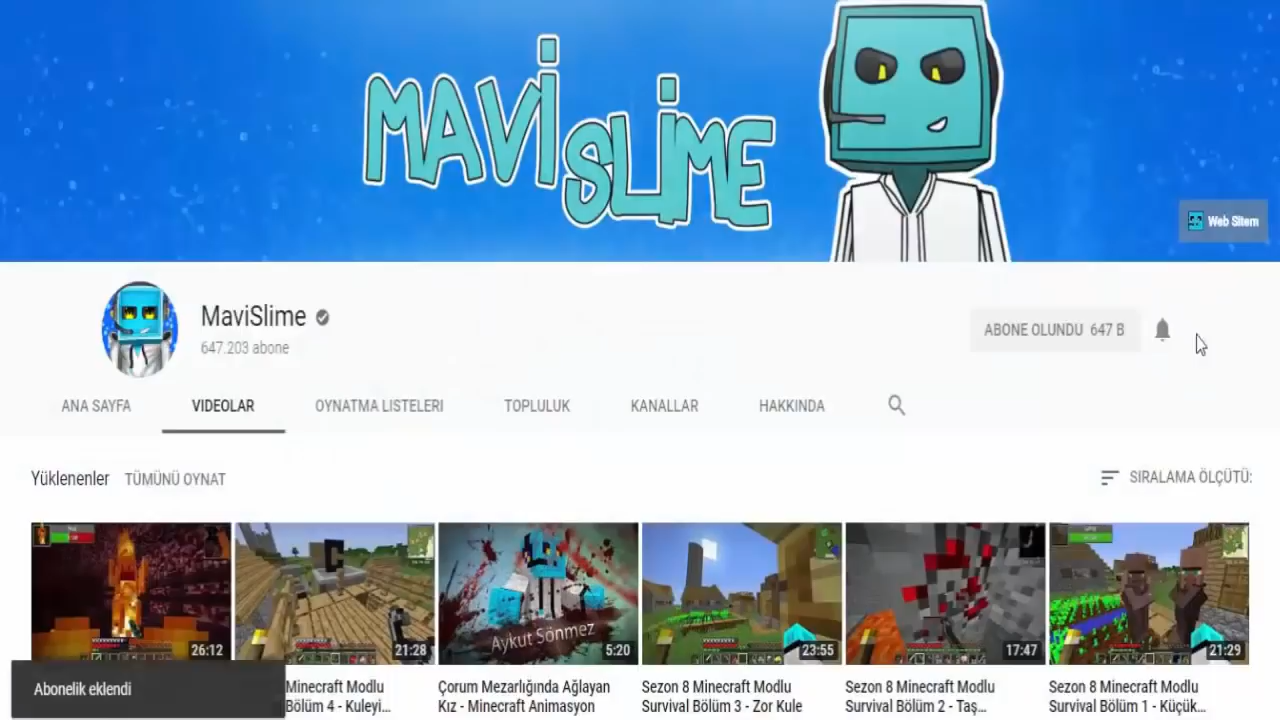 MAVİ
SLİME
Web Sitem
MaviSlime
647.203 abone
ABONE OLUNDU 647 B
ANA SAYFA
VIDEOLAR
OYNATMA LISTELERI
TOPLULUK
KANALLAR
HAKKINDA
Yüklenenler
TÜMÜNÜ OYNAT
SIRALAMA ÖLÇÜTÜ:
26:12
21:28
Aykut Sönmez
5:20
23:55
17:47
21:29
Abonelik eklendi
Minecraft Modlu
Bölüm 4 - Kuleyi...
Çorum Mezarlığında Ağlayan
Kız - Minecraft Animasyon
Sezon 8 Minecraft Modlu
Survival Bölüm 3 - Zor Kule
Sezon 8 Minecraft Modlu
Survival Bölüm 2 - Taş...
Sezon 8 Minecraft Modlu
Survival Bölüm 1 - Küçük...